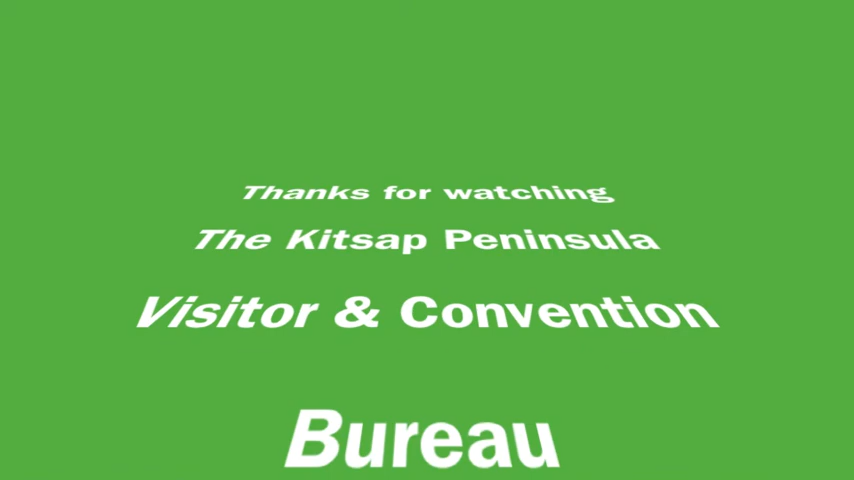 Thanks for watching
The Kitsap Peninsula
Visitor & Convention
Bureau